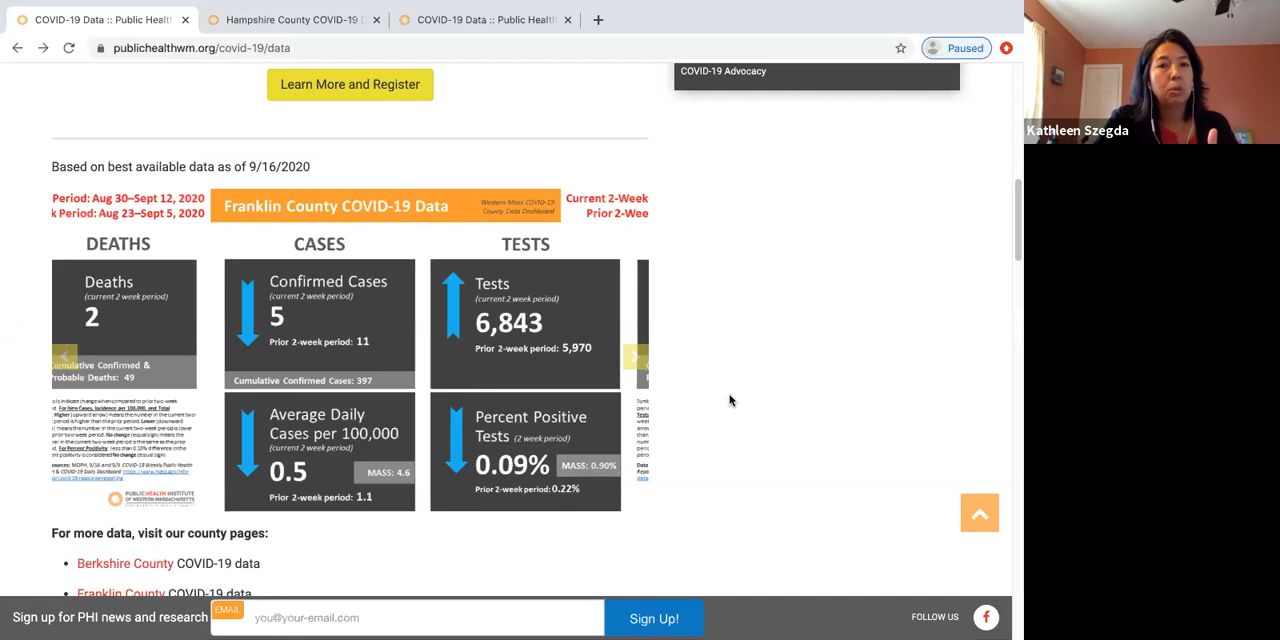 COVID-19 Data :: Public Healt
Hampshire County COVID-19 D
COVID-19 Data :: Public Health
publichealthwm.org/covid-19/data
Paused
Learn More and Register
COVID-19 Advocacy
Kathleen Szegda
Based on best available data as of 9/16/2020
Period: Aug 30–Sept 12, 2020
k Period: Aug 23–Sept 5, 2020
Franklin County COVID-19 Data
Western Mass COVID-19
County Data Dashboard
Current 2-Week
Prior 2-Wee
DEATHS
CASES
TESTS
Deaths
(current 2 week period)
2
Cumulative Confirmed &
Probable Deaths: 49
Confirmed Cases
(current 2 week period)
5
Prior 2-week period: 11
Cumulative Confirmed Cases: 397
Tests
(current 2 week period)
6,843
Prior 2-week period: 5,970
Average Daily
Cases per 100,000
(current 2 week period)
0.5
MASS: 4.6
Prior 2-week period: 1.1
Percent Positive
Tests (2 week period)
0.09%
MASS: 0.90%
Prior 2-week period: 0.22%
PUBLIC HEALTH INSTITUTE
OF WESTERN MASSACHUSETTS
For more data, visit our county pages:
• Berkshire County COVID-19 data
• Franklin County COVID-19 data
Sign up for PHI news and research
EMAIL
you@your-email.com
Sign Up!
FOLLOW US